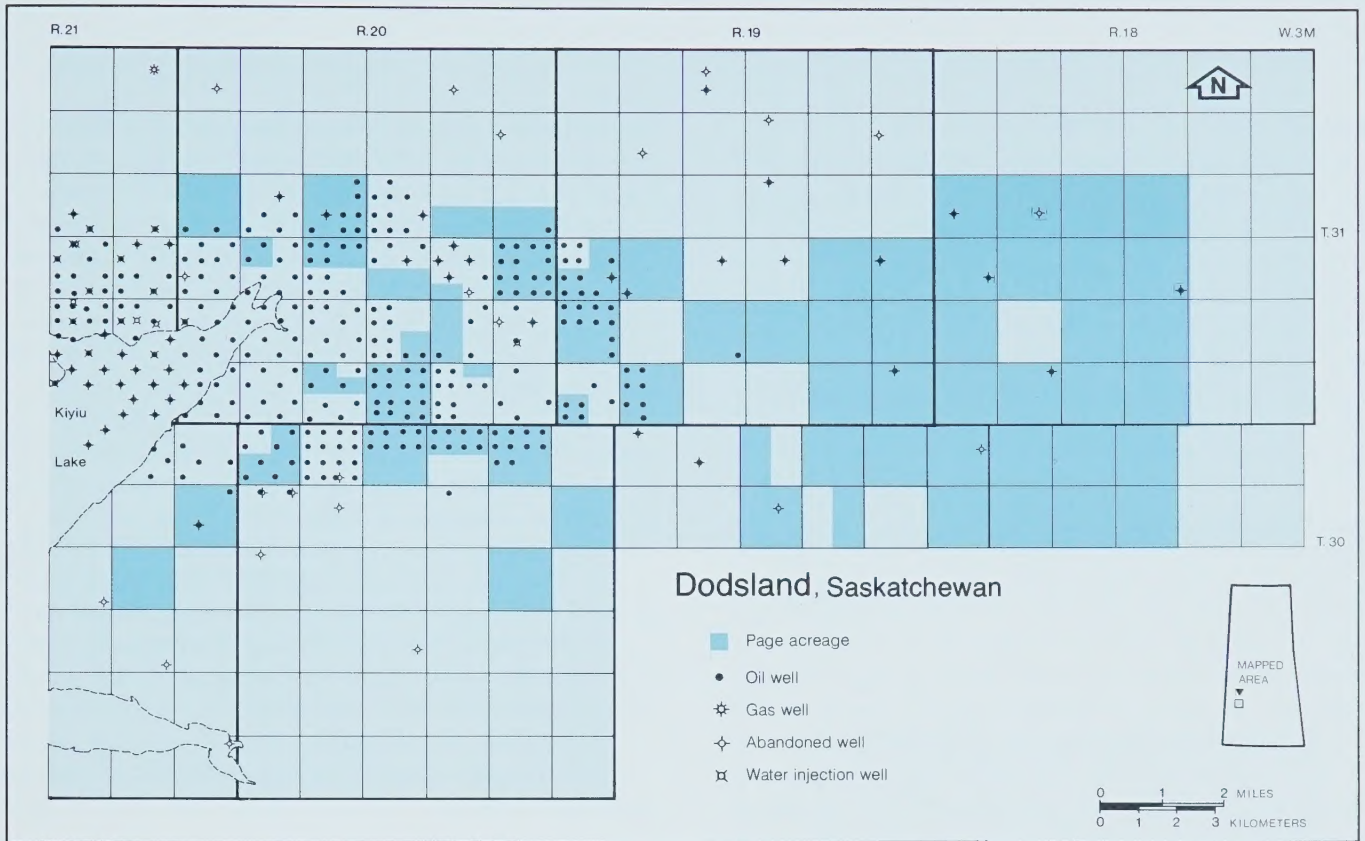 R.21 R.20 R.19 R.18 W.3M
N
T.31
Kiyiu
Lake
T.30
Dodsland, Saskatchewan
Page acreage
Oil well
Gas well
Abandoned well
Water injection well
MAPPED
AREA
0 1 2 MILES
0 1 2 3 KILOMETERS